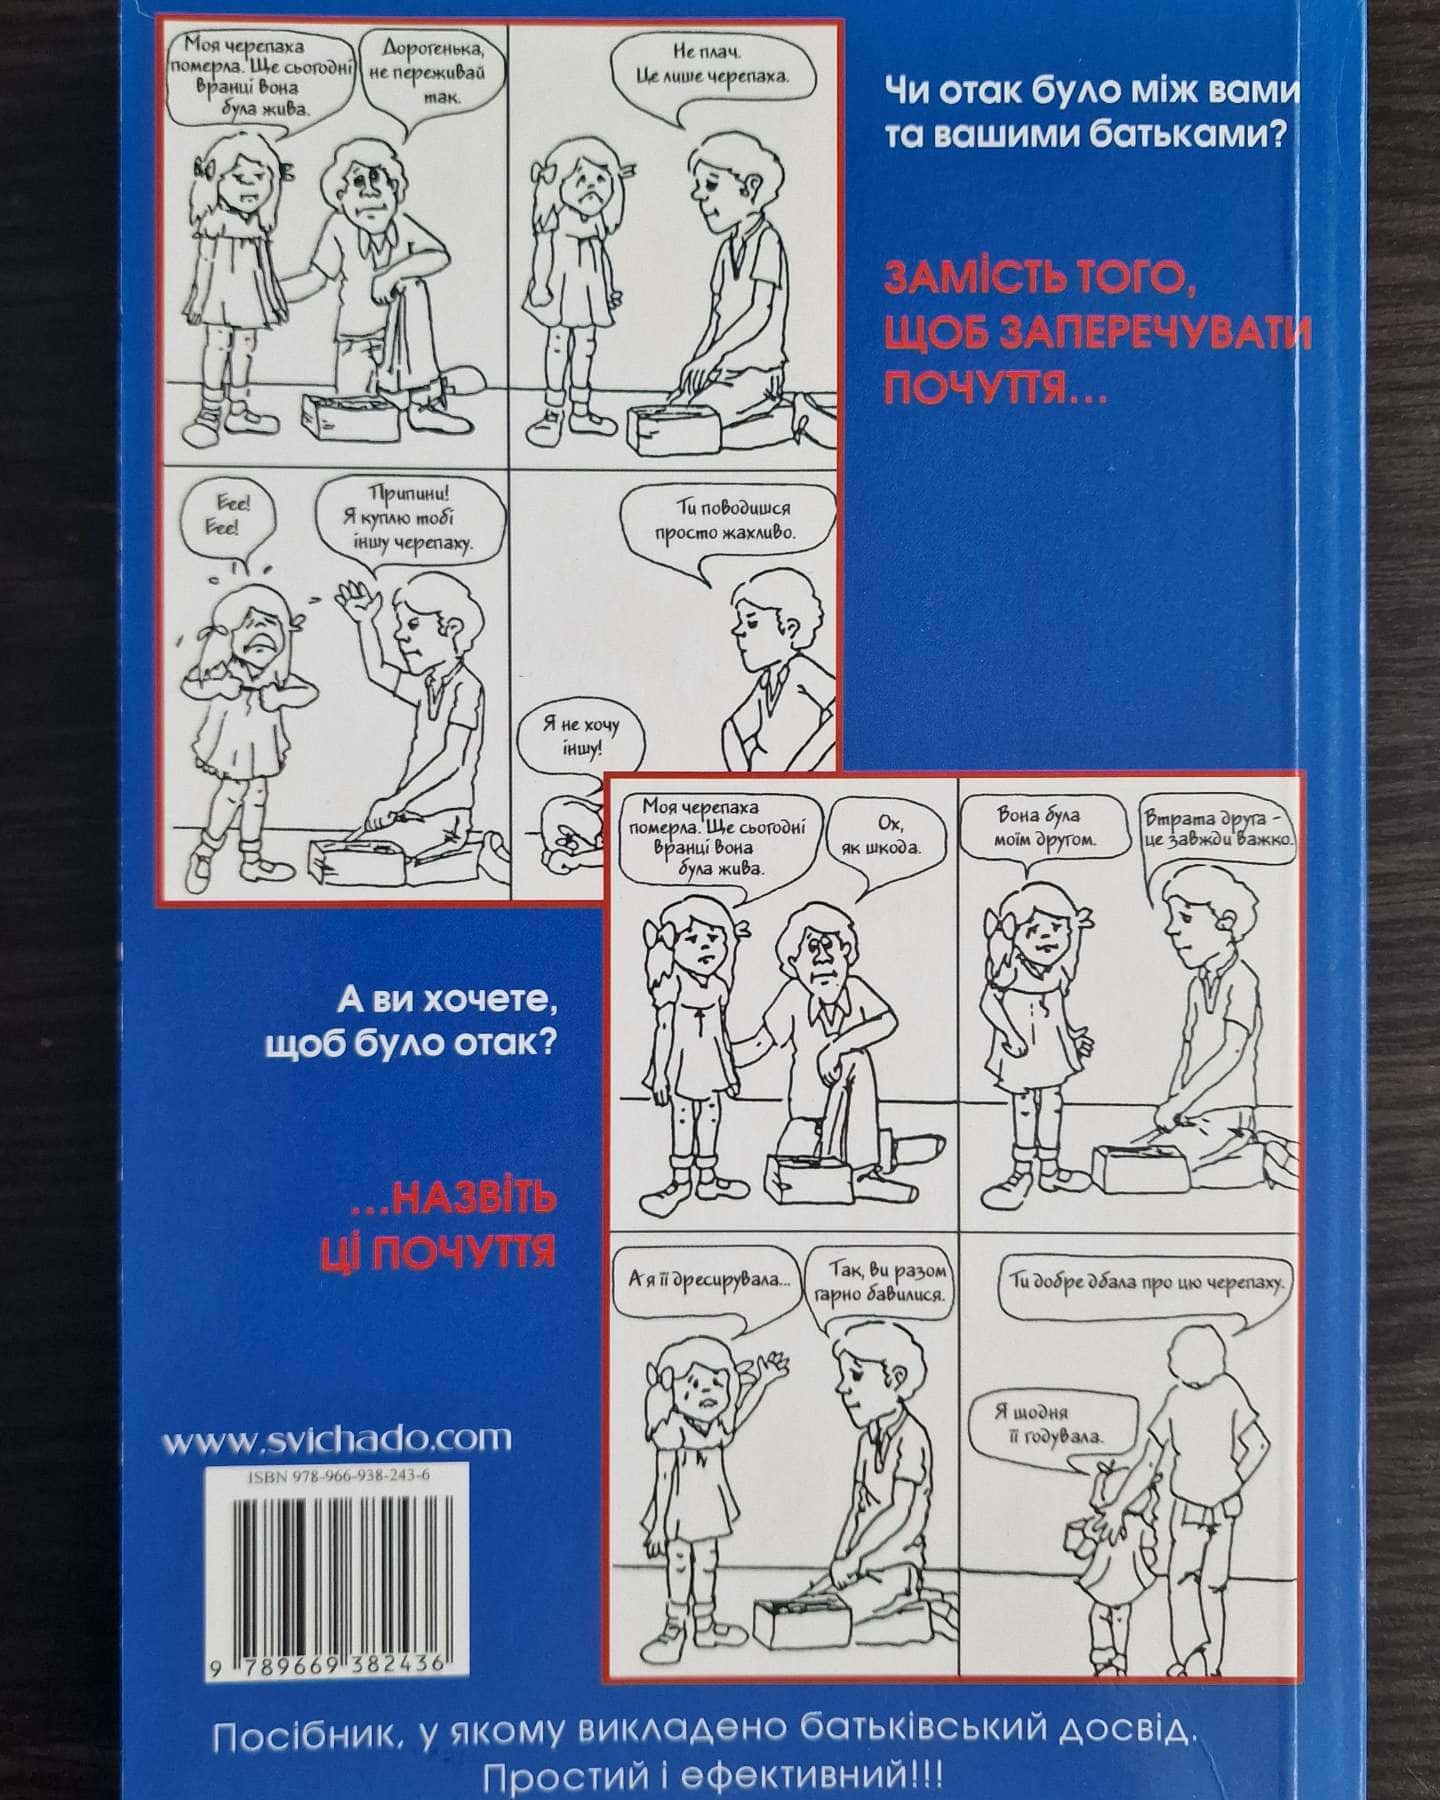 Моя черепаха
померла. Ще сьогодні
вранці вона
була жива.
Дорогенька,
не переживай
так.
Не плач.
Це лише черепаха.
Чи отак було між вами
та вашими батьками?
ЗАМІСТЬ ТОГО,
ЩОБ ЗАПЕРЕЧУВАТИ
ПОЧУТТЯ...
Еее!
Еее!
Припини!
Я куплю тобі
іншу черепаху.
Ти поводишся
просто жахливо.
Я не хочу
іншу!
Моя черепаха
померла. Ще сьогодні
вранці вона
була жива.
Ох,
як шкода.
Вона була
моїм другом.
Втрата друга –
це завжди важко.
А ви хочете,
щоб було отак?
...НАЗВІТЬ
ЦІ ПОЧУТТЯ
А я її дресирувала...
Так, ви разом
гарно бавилися.
Ти добре дбала про цю черепаху.
Я щодня
її годувала.
www.svichado.com
ISBN 978-966-938-243-6
9 789669 382436
Посібник, у якому викладено батьківський досвід.
Простий і ефективний!!!